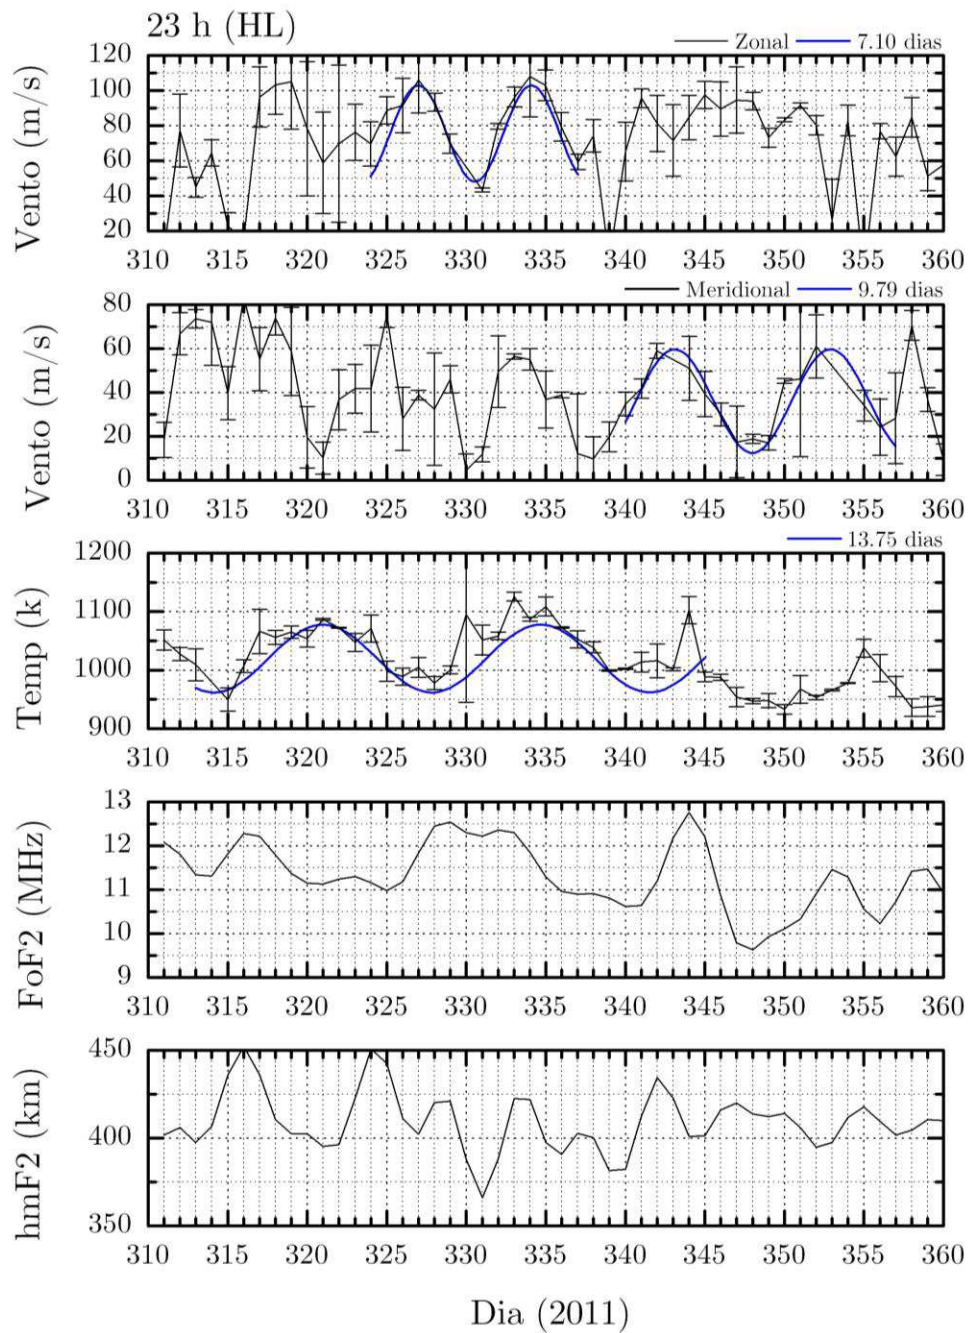 23 h (HL)
Zonal 7.10 dias
Vento (m/s)
120
100
80
60
40
20
310 315 320 325 330 335 340 345 350 355 360
Meridional 9.79 dias
Vento (m/s)
80
60
40
20
0
310 315 320 325 330 335 340 345 350 355 360
13.75 dias
Temp (k)
1200
1100
1000
900
310 315 320 325 330 335 340 345 350 355 360
FoF2 (MHz)
13
12
11
10
9
310 315 320 325 330 335 340 345 350 355 360
hmF2 (km)
450
400
350
310 315 320 325 330 335 340 345 350 355 360
Dia (2011)